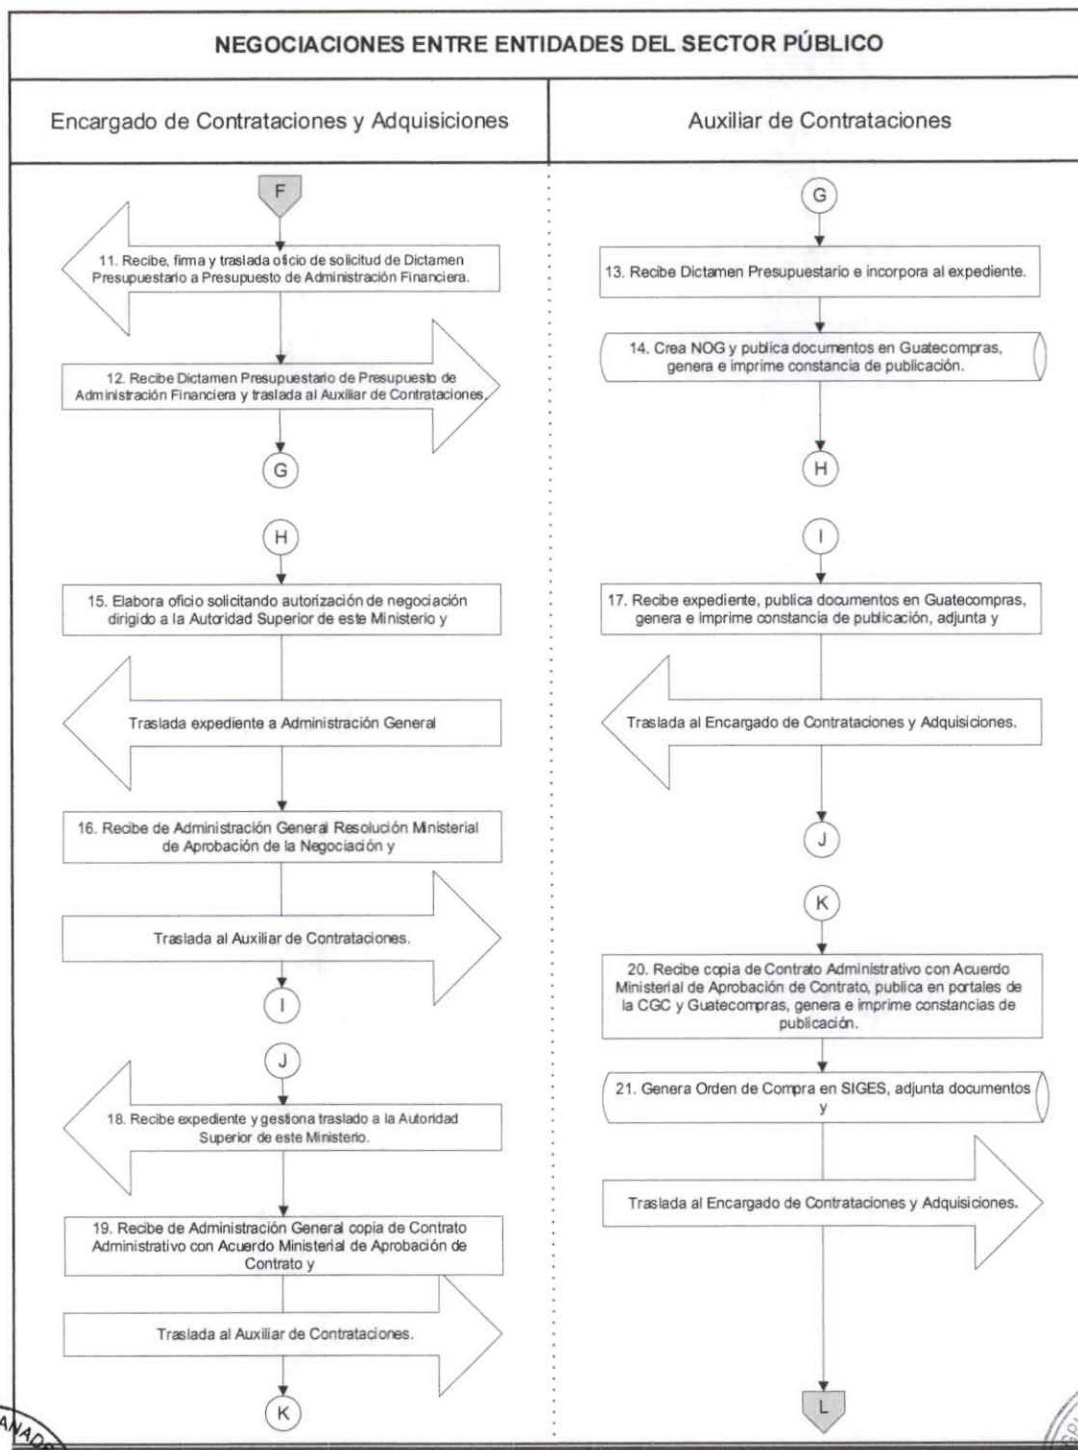 NEGOCIACIONES ENTRE ENTIDADES DEL SECTOR PÚBLICO
Encargado de Contrataciones y Adquisiciones
Auxiliar de Contrataciones
F
11. Recibe, firma y traslada oficio de solicitud de Dictamen
Presupuestario a Presupuesto de Administración Financiera.
12. Recibe Dictamen Presupuestario de Presupuesto de
Administración Financiera y traslada al Auxiliar de Contrataciones.
G
H
15. Elabora oficio solicitando autorización de negociación
dirigido a la Autoridad Superior de este Ministerio y
Traslada expediente a Administración General
16. Recibe de Administración General Resolución Ministerial
de Aprobación de la Negociación y
Traslada al Auxiliar de Contrataciones.
I
J
18. Recibe expediente y gestiona traslado a la Autoridad
Superior de este Ministerio.
19. Recibe de Administración General copia de Contrato
Administrativo con Acuerdo Ministerial de Aprobación de
Contrato y
Traslada al Auxiliar de Contrataciones.
K
G
13. Recibe Dictamen Presupuestario e incorpora al expediente.
14. Crea NOG y publica documentos en Guatecompras,
genera e imprime constancia de publicación.
H
I
17. Recibe expediente, publica documentos en Guatecompras,
genera e imprime constancia de publicación, adjunta y
Traslada al Encargado de Contrataciones y Adquisiciones.
J
K
20. Recibe copia de Contrato Administrativo con Acuerdo
Ministerial de Aprobación de Contrato, publica en portales de
la CGC y Guatecompras, genera e imprime constancias de
publicación.
21. Genera Orden de Compra en SIGES, adjunta documentos
y
Traslada al Encargado de Contrataciones y Adquisiciones.
L